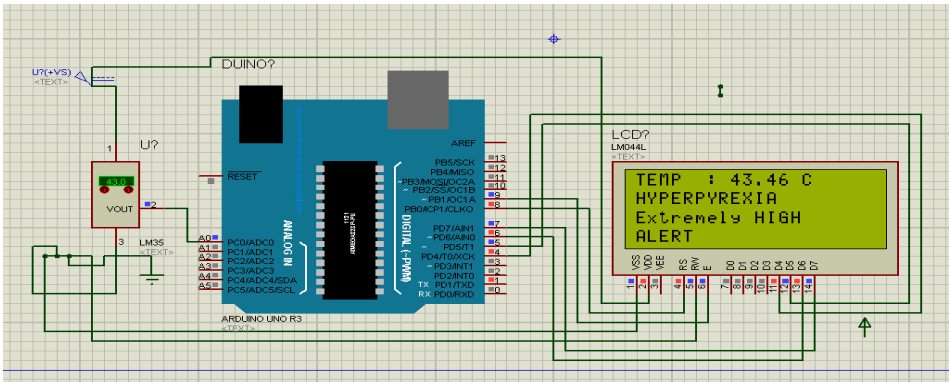 U?(+VS)
<TEXT>
DUINO?
U?
1
43.0
VOUT
2
3
LM35
<TEXT>
RESET
AREF
PB5/SCK 13
PB4/MISO 12
PB3/MOSI/OC2A 11
~ PB2/SS/OC1B 10
~ PB1/OC1A 9
PB0/CP1/CLKO 8
PD7/AIN1 7
~ PD6/AIN0 6
~ PD5/T1 5
PD4/T0/XCK 4
~ PD3/INT1 3
PD2/INT0 2
TX PD1/TXD 1
RX PD0/RXD 0
A0 PC0/ADC0
A1 PC1/ADC1
A2 PC2/ADC2
A3 PC3/ADC3
A4 PC4/ADC4/SDA
A5 PC5/ADC5/SCL
ANALOG IN
DIGITAL (~PWM)
ARDUINO UNO R3
<TEXT>
LCD?
LM044L
<TEXT>
TEMP : 43.46 C
HYPERPYREXIA
Extremely HIGH
ALERT
VSS VDD VEE RS RW E D0 D1 D2 D3 D4 D5 D6 D7
1 2 3 4 5 6 7 8 9 10 11 12 13 14